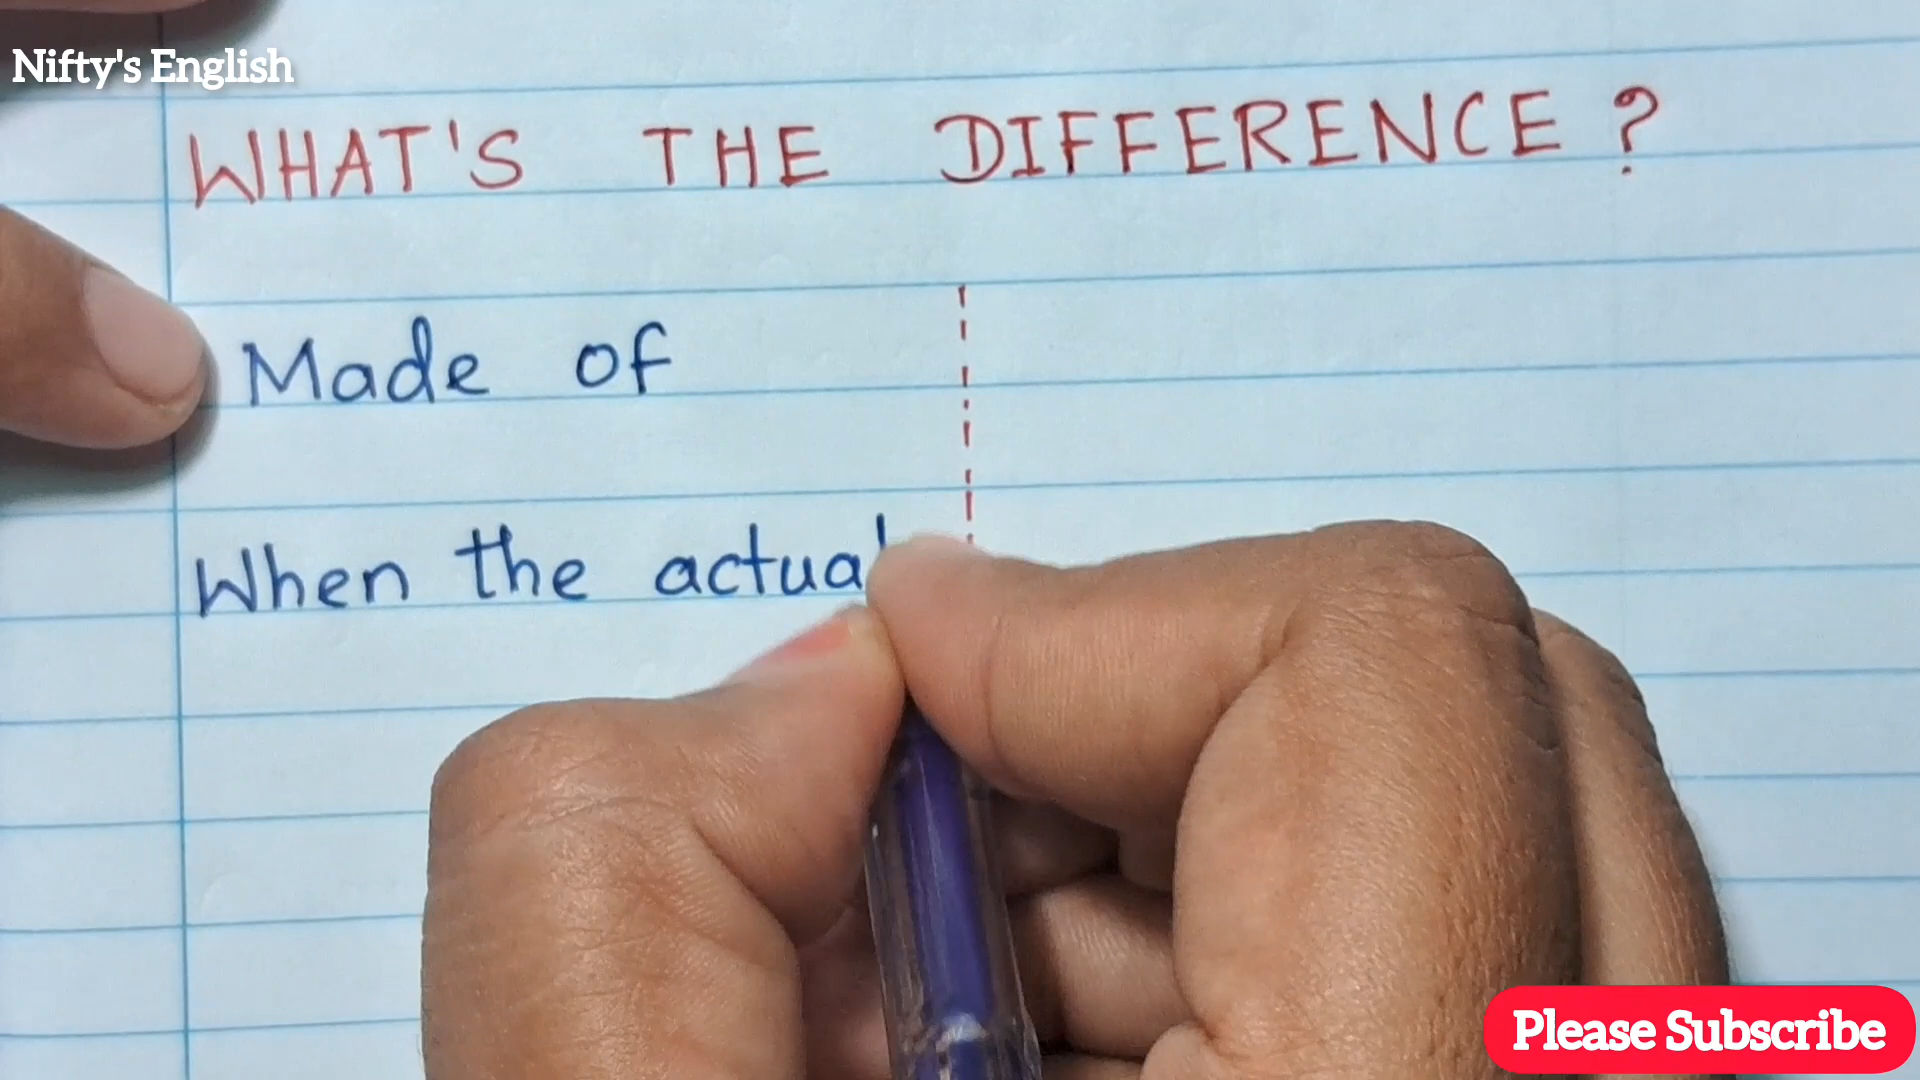 Nifty's English
WHAT'S THE DIFFERENCE?
Made of
When the actual
Please Subscribe